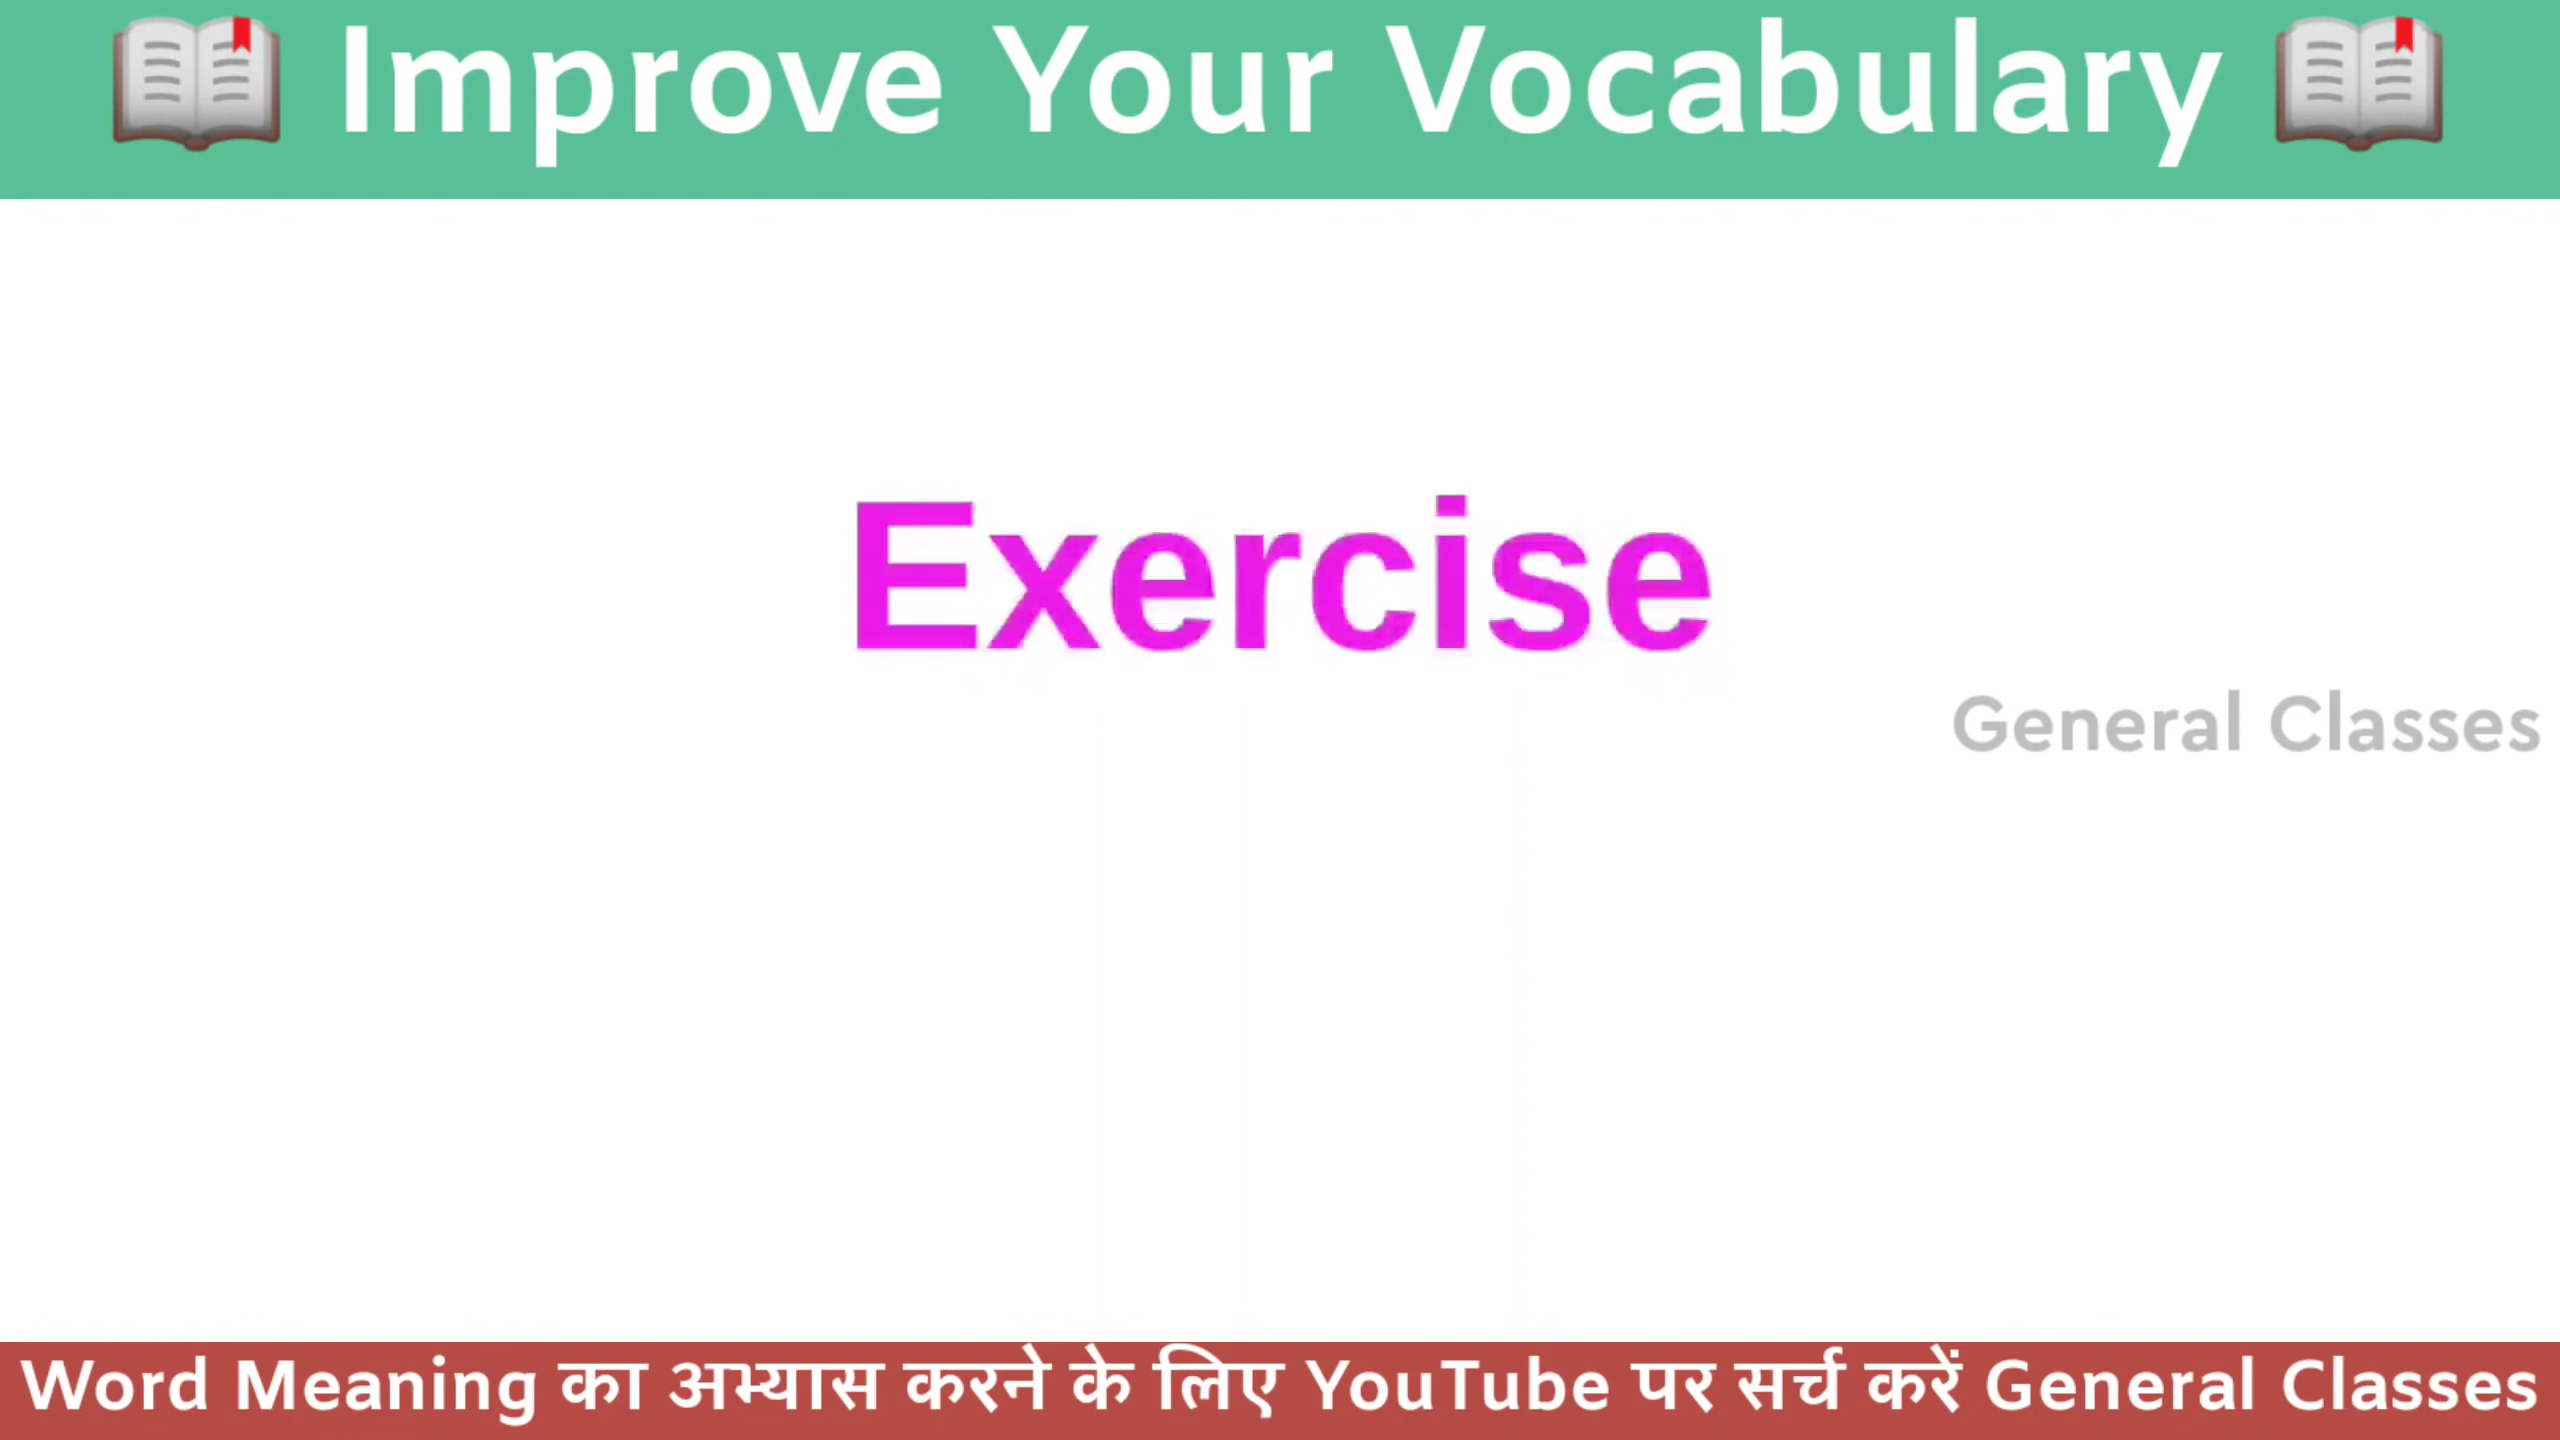 Improve Your Vocabulary
Exercise
General Classes
Word Meaning का अभ्यास करने के लिए YouTube पर सर्च करें General Classes